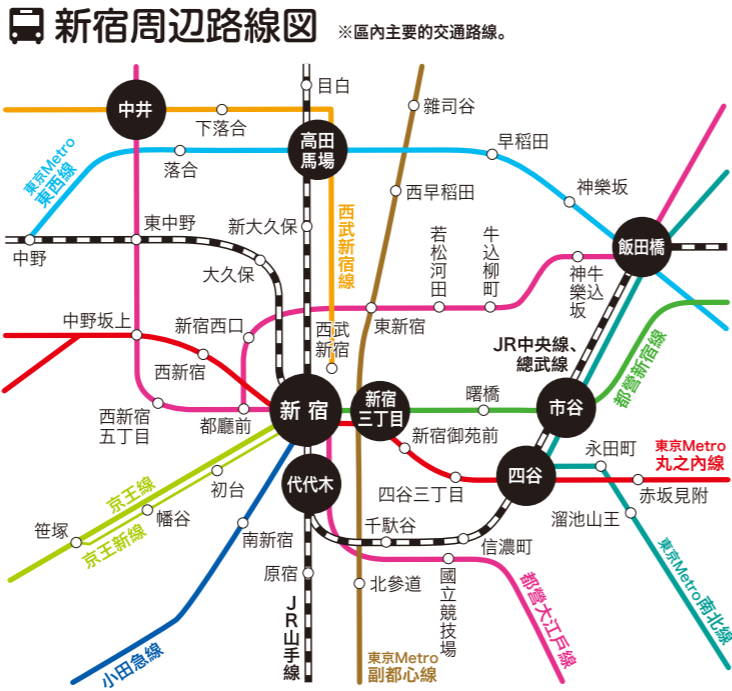 新宿周辺路線図
※區內主要的交通路線。
目白
中井
下落合
雜司谷
高田
馬場
早稻田
東京Metro
東西線
落合
西早稻田
神樂坂
東中野
新大久保
西武新宿線
若松河田
牛込柳町
飯田橋
中野
大久保
牛込
神樂坂
中野坂上
新宿西口
西武
新宿
東新宿
JR中央線、
總武線
西新宿
都營新宿線
新宿
新宿
三丁目
曙橋
市谷
西新宿
五丁目
都廳前
新宿御苑前
永田町
東京Metro
丸之內線
京王線
初台
代代木
四谷三丁目
四谷
赤坂見附
笹塚
幡谷
京王新線
南新宿
千馱谷
信濃町
溜池山王
東京Metro南北線
原宿
北參道
國立競技場
都營大江戶線
JR山手線
小田急線
東京Metro
副都心線